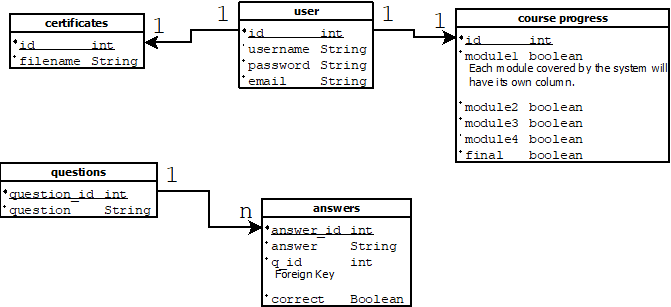 certificates
id int
filename String
1
1
user
id int
username String
password String
email String
1
1
course progress
id int
module1 boolean
Each module covered by the system will
have its own column.
module2 boolean
module3 boolean
module4 boolean
final boolean
questions
question_id int
question String
1
n
answers
answer_id int
answer String
q_id int
Foreign Key
correct Boolean